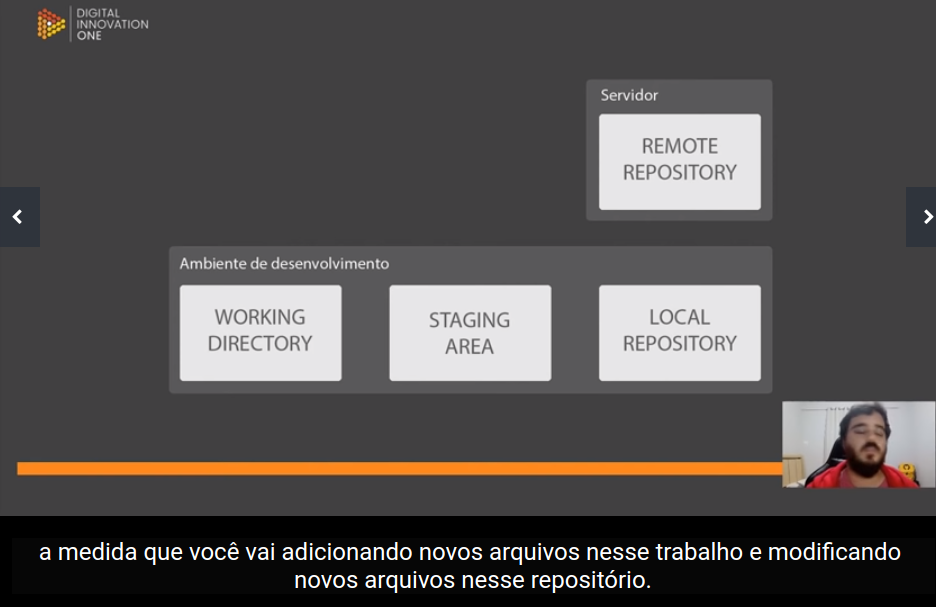 DIGITAL
INNOVATION
ONE
Servidor
REMOTE
REPOSITORY
Ambiente de desenvolvimento
WORKING
DIRECTORY
STAGING
AREA
LOCAL
REPOSITORY
a medida que você vai adicionando novos arquivos nesse trabalho e modificando
novos arquivos nesse repositório.